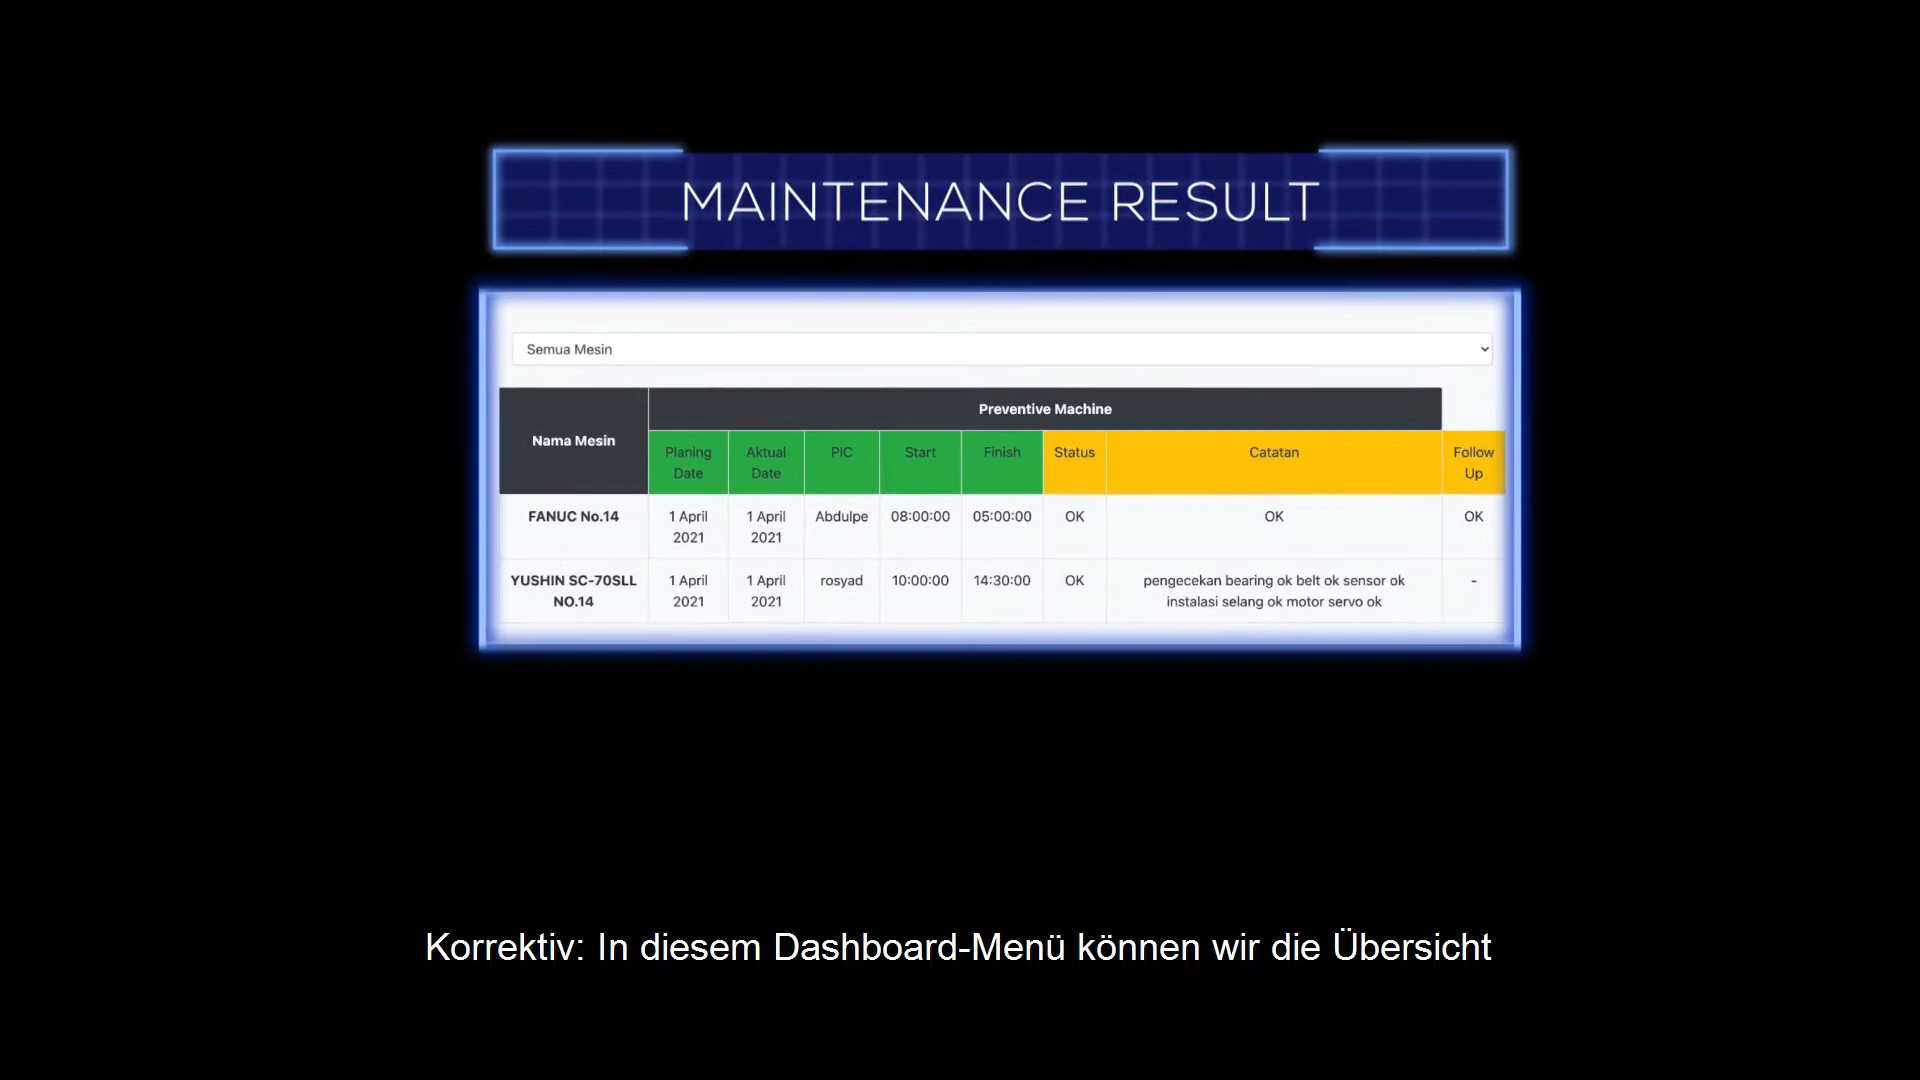 MAINTENANCE RESULT
Semua Mesin
Nama Mesin
Preventive Machine
Planing Date
Aktual Date
PIC
Start
Finish
Status
Catatan
Follow Up
FANUC No.14
1 April 2021
1 April 2021
Abdulpe
08:00:00
05:00:00
OK
OK
OK
YUSHIN SC-70SLL NO.14
1 April 2021
1 April 2021
rosyad
10:00:00
14:30:00
OK
pengecekan bearing ok belt ok sensor ok
instalasi selang ok motor servo ok
-
Korrektiv: In diesem Dashboard-Menü können wir die Übersicht